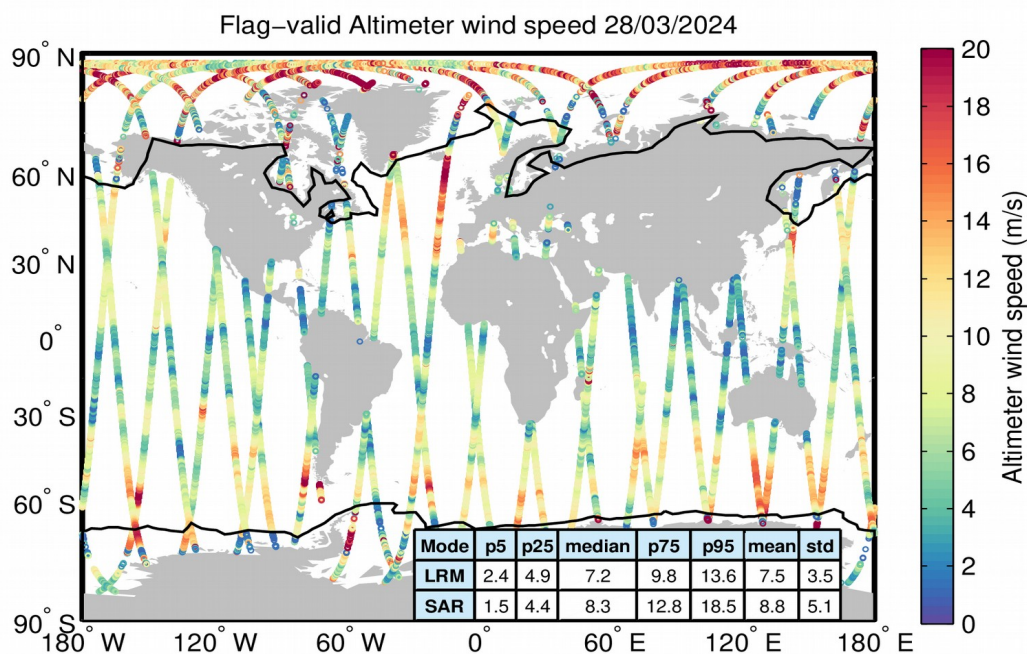 Flag−valid Altimeter wind speed 28/03/2024
90° N
60° N
30° N
0°
30° S
60° S
90° S
180° W
120° W
60° W
0°
60° E
120° E
180° E
Mode p5 p25 median p75 p95 mean std
LRM 2.4 4.9 7.2 9.8 13.6 7.5 3.5
SAR 1.5 4.4 8.3 12.8 18.5 8.8 5.1
20
18
16
14
12
10
8
6
4
2
0
Altimeter wind speed (m/s)